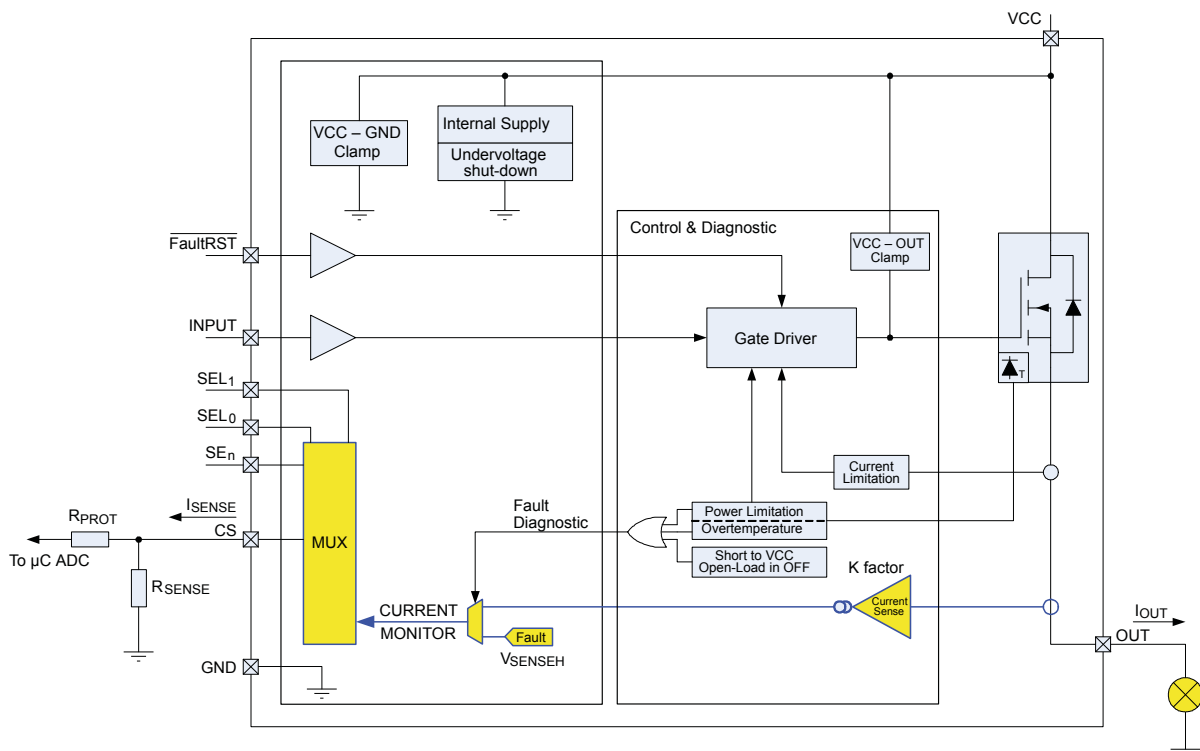 VCC
VCC – GND
Clamp
Internal Supply
Undervoltage
shut-down
Control & Diagnostic
FaultRST
VCC – OUT
Clamp
INPUT
Gate Driver
T
SEL1
SEL0
SEn
Current
Limitation
ISENSE
Fault
Diagnostic
Power Limitation
Overtemperature
RPROT
CS
To µC ADC
MUX
Short to VCC
Open-Load in OFF
K factor
RSENSE
Current
Sense
CURRENT
MONITOR
Fault
VSENSEH
IOUT
OUT
GND